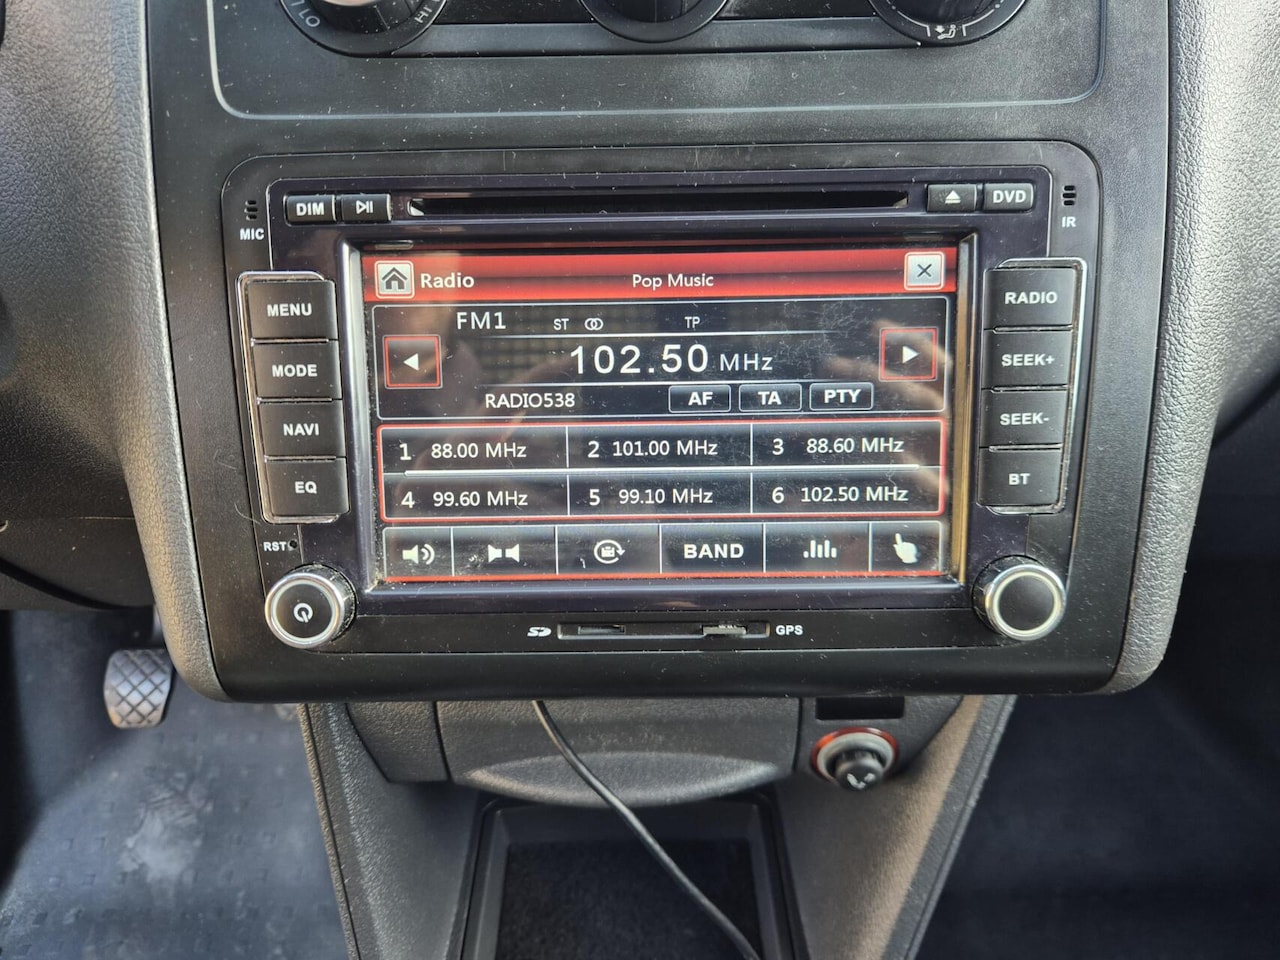 LO
HI
DIM
DVD
MIC
IR
Radio
Pop Music
MENU
RADIO
FM1
ST
TP
MODE
102.50 MHz
SEEK+
RADIO538
AF
TA
PTY
NAVI
1 88.00 MHz
2 101.00 MHz
3 88.60 MHz
SEEK-
EQ
4 99.60 MHz
5 99.10 MHz
6 102.50 MHz
BT
RST
BAND
SD
GPS